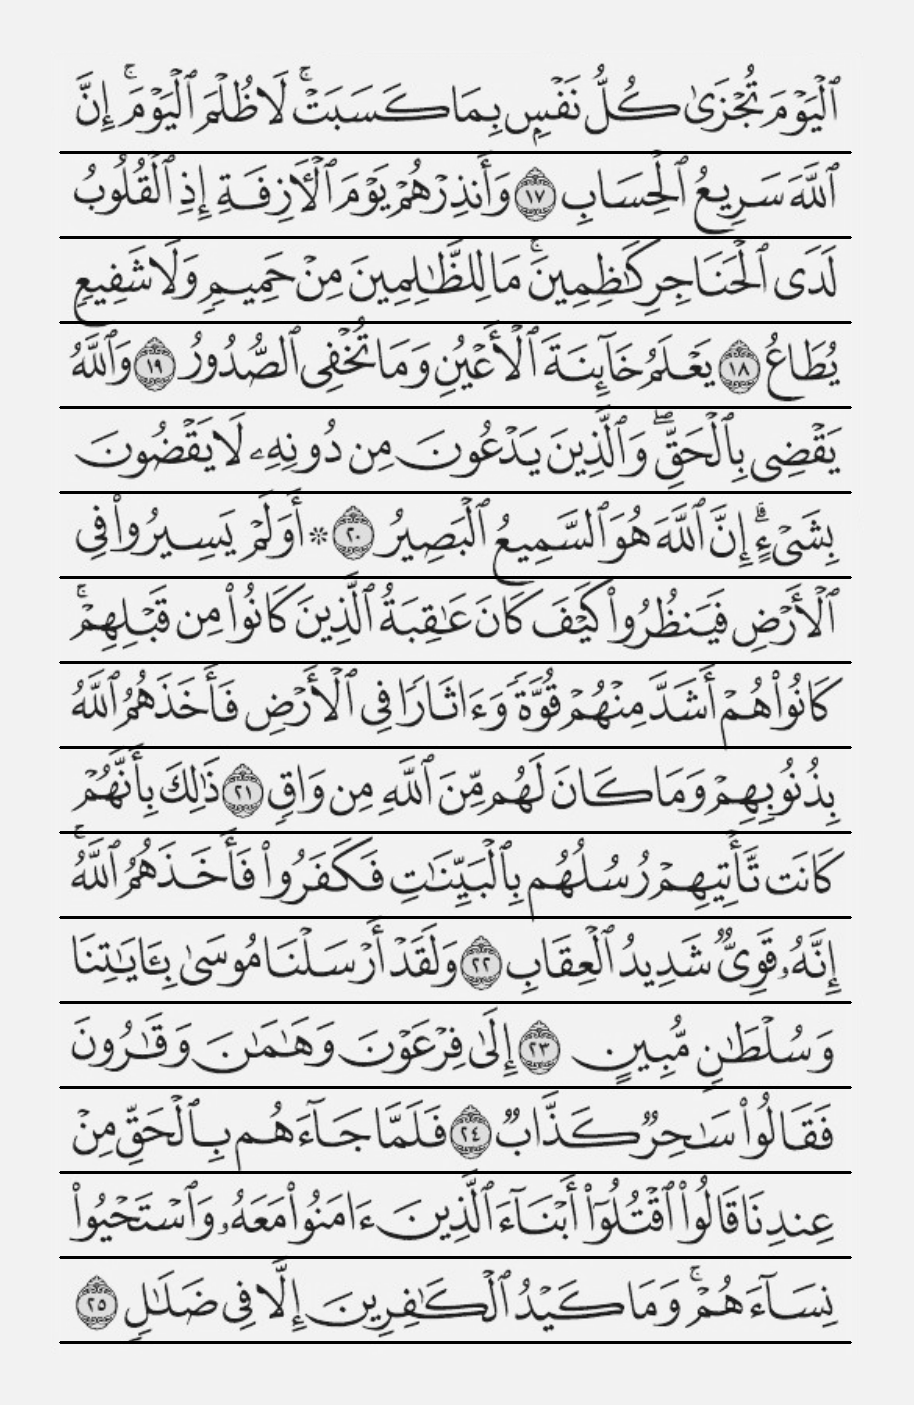 ٱلْيَوْمَ تُجْزَىٰ كُلُّ نَفْسٍۭ بِمَا كَسَبَتْۚ لَا ظُلْمَ ٱلْيَوْمَۚ إِنَّ
ٱللَّهَ سَرِيعُ ٱلْحِسَابِ ١٧ وَأَنذِرْهُمْ يَوْمَ ٱلْـَٔازِفَةِ إِذِ ٱلْقُلُوبُ
لَدَى ٱلْحَنَاجِرِ كَـٰظِمِينَۚ مَا لِلظَّـٰلِمِينَ مِنْ حَمِيمٍ وَلَا شَفِيعٍ
يُطَاعُ ١٨ يَعْلَمُ خَآئِنَةَ ٱلْأَعْيُنِ وَمَا تُخْفِى ٱلصُّدُورُ ١٩ وَٱللَّهُ
يَقْضِى بِٱلْحَقِّۖ وَٱلَّذِينَ يَدْعُونَ مِن دُونِهِۦ لَا يَقْضُونَ
بِشَىْءٍۗ إِنَّ ٱللَّهَ هُوَ ٱلسَّمِيعُ ٱلْبَصِيرُ ٢٠ * أَوَلَمْ يَسِيرُوا۟ فِى
ٱلْأَرْضِ فَيَنظُرُوا۟ كَيْفَ كَانَ عَـٰقِبَةُ ٱلَّذِينَ كَانُوا۟ مِن قَبْلِهِمْۚ
كَانُوا۟ هُمْ أَشَدَّ مِنْهُمْ قُوَّةً وَءَاثَارًا فِى ٱلْأَرْضِ فَأَخَذَهُمُ ٱللَّهُ
بِذُنُوبِهِمْ وَمَا كَانَ لَهُم مِّنَ ٱللَّهِ مِن وَاقٍ ٢١ ذَٰلِكَ بِأَنَّهُمْ
كَانَت تَّأْتِيهِمْ رُسُلُهُم بِٱلْبَيِّنَـٰتِ فَكَفَرُوا۟ فَأَخَذَهُمُ ٱللَّهُۚ
إِنَّهُۥ قَوِىٌّ شَدِيدُ ٱلْعِقَابِ ٢٢ وَلَقَدْ أَرْسَلْنَا مُوسَىٰ بِـَٔايَـٰتِنَا
وَسُلْطَـٰنٍ مُّبِينٍ ٢٣ إِلَىٰ فِرْعَوْنَ وَهَـٰمَـٰنَ وَقَـٰرُونَ
فَقَالُوا۟ سَـٰحِرٌ كَذَّابٌ ٢٤ فَلَمَّا جَآءَهُم بِٱلْحَقِّ مِنْ
عِندِنَا قَالُوا۟ ٱقْتُلُوٓا۟ أَبْنَآءَ ٱلَّذِينَ ءَامَنُوا۟ مَعَهُۥ وَٱسْتَحْيُوا۟
نِسَآءَهُمْۚ وَمَا كَيْدُ ٱلْكَـٰفِرِينَ إِلَّا فِى ضَلَـٰلٍ ٢٥